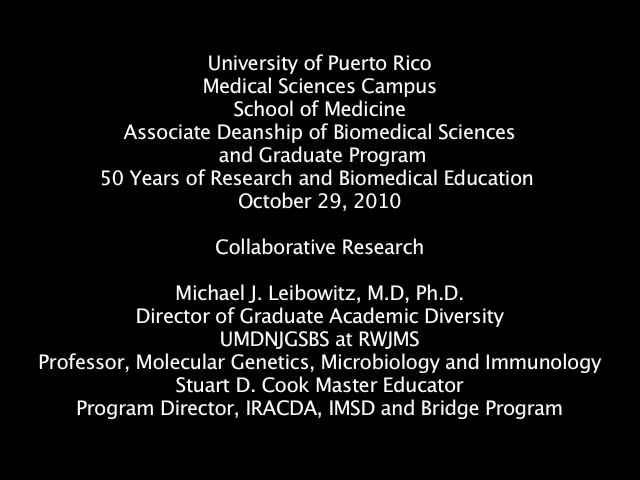 University of Puerto Rico
Medical Sciences Campus
School of Medicine
Associate Deanship of Biomedical Sciences
and Graduate Program
50 Years of Research and Biomedical Education
October 29, 2010
Collaborative Research
Michael J. Leibowitz, M.D, Ph.D.
Director of Graduate Academic Diversity
UMDNJGSBS at RWJMS
Professor, Molecular Genetics, Microbiology and Immunology
Stuart D. Cook Master Educator
Program Director, IRACDA, IMSD and Bridge Program